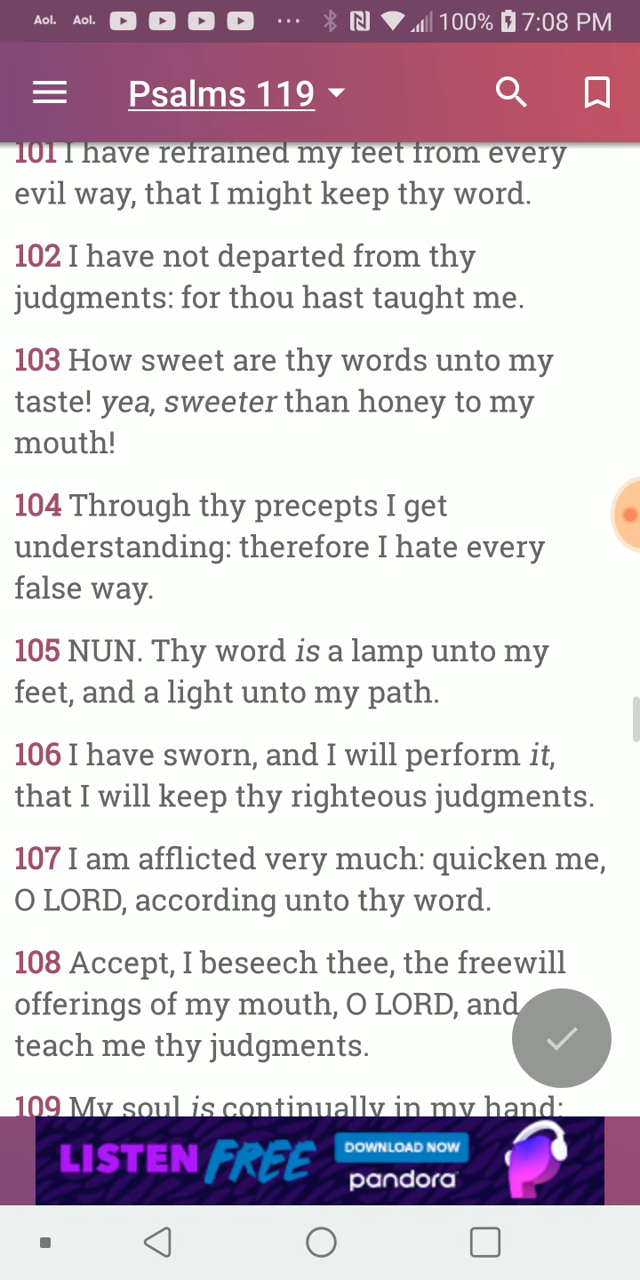 Aol. Aol. ... 100% 7:08 PM
Psalms 119
101 I have refrained my feet from every
evil way, that I might keep thy word.
102 I have not departed from thy
judgments: for thou hast taught me.
103 How sweet are thy words unto my
taste! yea, sweeter than honey to my
mouth!
104 Through thy precepts I get
understanding: therefore I hate every
false way.
105 NUN. Thy word is a lamp unto my
feet, and a light unto my path.
106 I have sworn, and I will perform it,
that I will keep thy righteous judgments.
107 I am afflicted very much: quicken me,
O LORD, according unto thy word.
108 Accept, I beseech thee, the freewill
offerings of my mouth, O LORD, and
teach me thy judgments.
109 My soul is continually in my hand:
LISTEN FREE
DOWNLOAD NOW
pandora